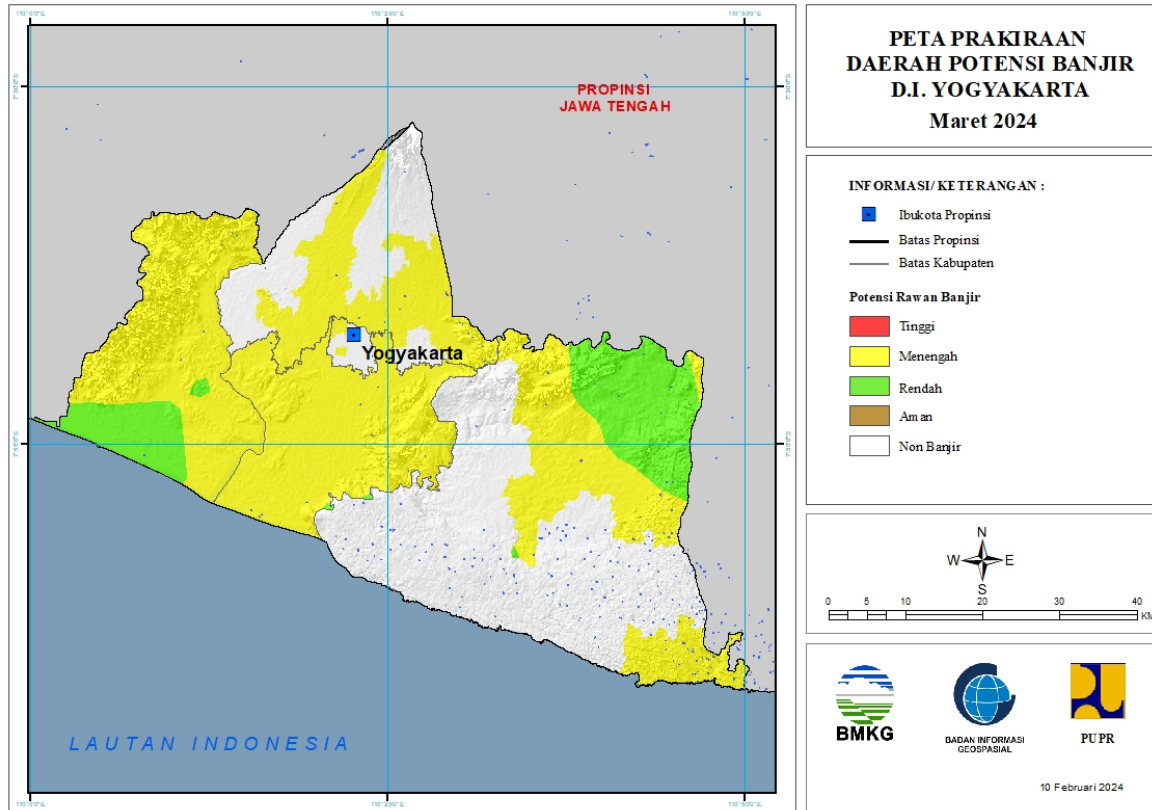 PROPINSI
JAWA TENGAH
Yogyakarta
LAUTAN INDONESIA
PETA PRAKIRAAN
DAERAH POTENSI BANJIR
D.I. YOGYAKARTA
Maret 2024
INFORMASI/KETERANGAN :
Ibukota Propinsi
Batas Propinsi
Batas Kabupaten
Potensi Rawan Banjir
Tinggi
Menengah
Rendah
Aman
Non Banjir
N
W E
S
0 5 10 20 30 40
KM
BMKG
BADAN INFORMASI
GEOSPASIAL
PUPR
10 Februari 2024